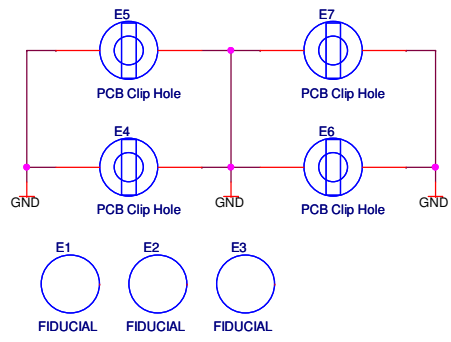 E5 E7
PCB Clip Hole PCB Clip Hole
E4 E6
GND PCB Clip Hole GND PCB Clip Hole GND
E1 E2 E3
FIDUCIAL FIDUCIAL FIDUCIAL